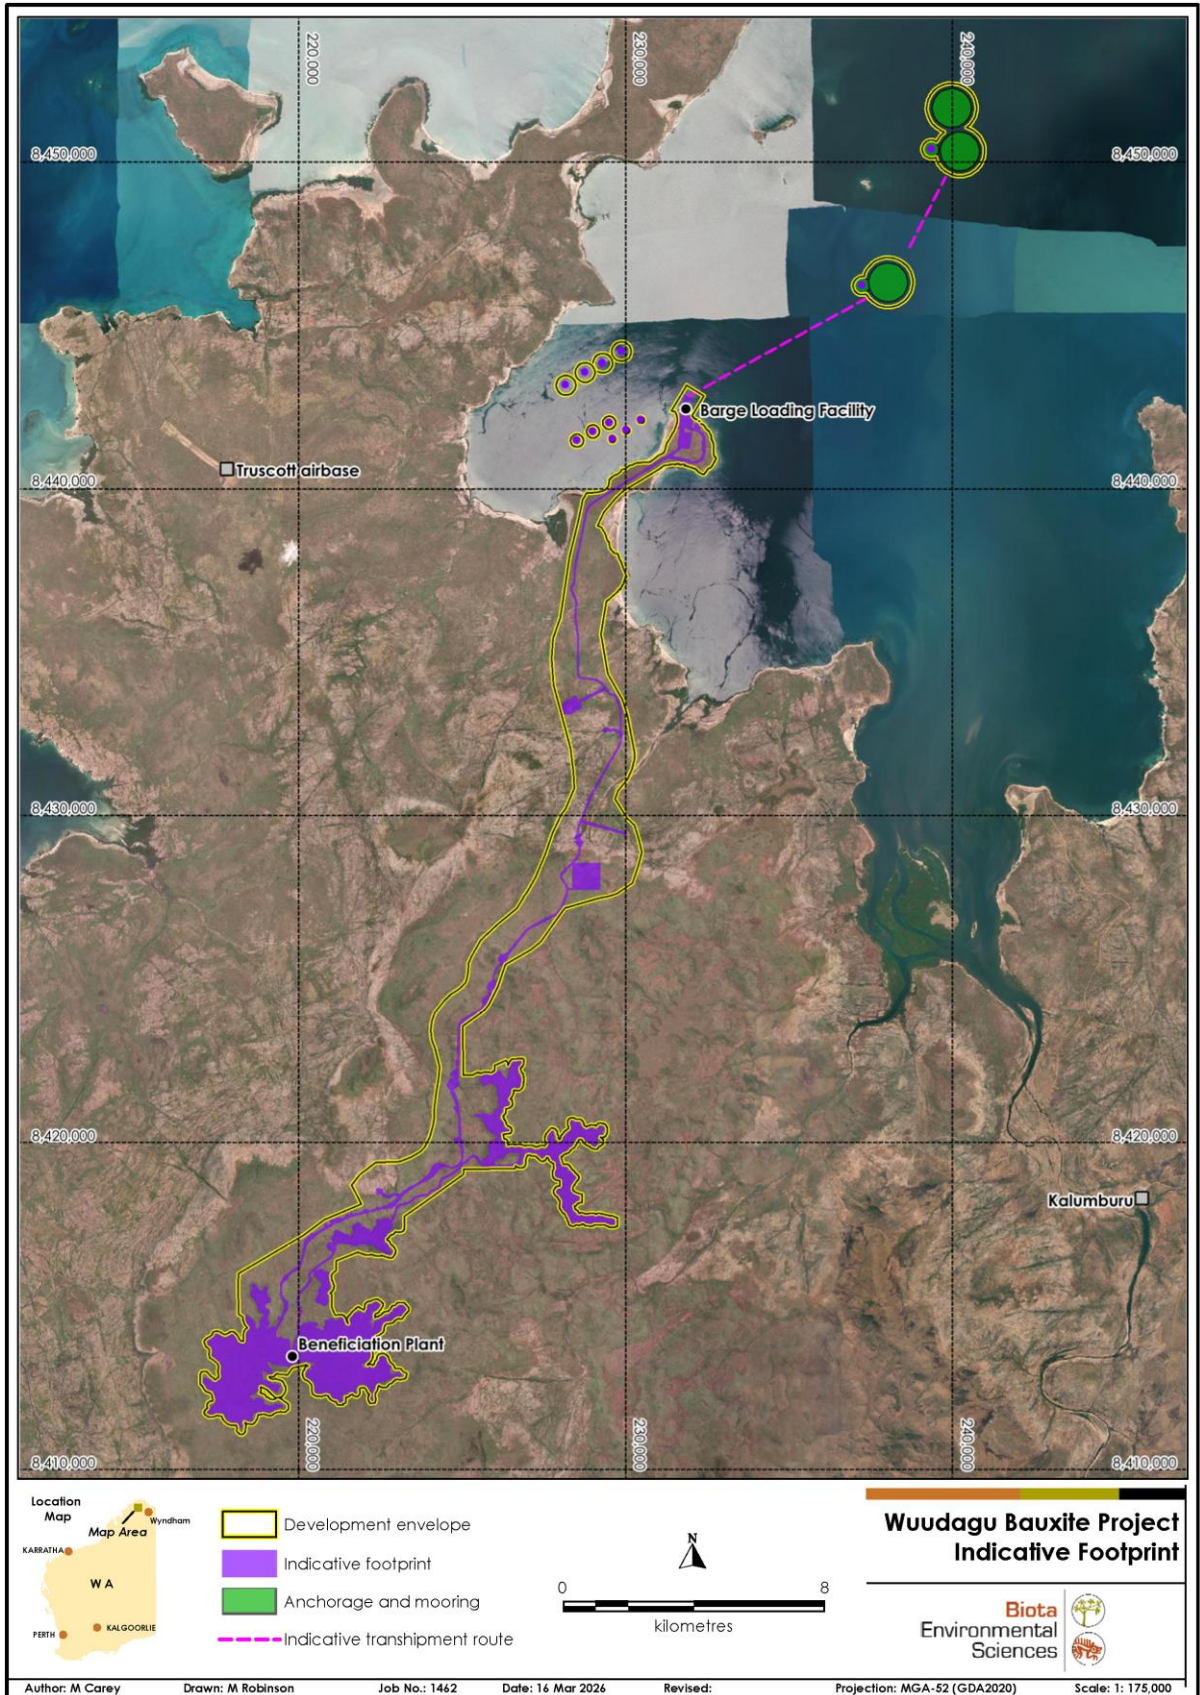 220,000
230,000
240,000
8,450,000
8,450,000
Barge Loading Facility
Truscott airbase
8,440,000
8,440,000
8,430,000
8,430,000
8,420,000
8,420,000
Kalumburu
Beneficiation Plant
220,000
230,000
240,000
8,410,000
8,410,000
Location
Map
Map Area
Wyndham
KARRATHA
W A
KALGOORLIE
PERTH
Development envelope
Indicative footprint
Anchorage and mooring
Indicative transhipment route
N
0 8
kilometres
Wuudagu Bauxite Project
Indicative Footprint
Biota
Environmental
Sciences
Author: M Carey Drawn: M Robinson Job No.: 1462 Date: 16 Mar 2026 Revised: Projection: MGA-52 (GDA2020) Scale: 1: 175,000